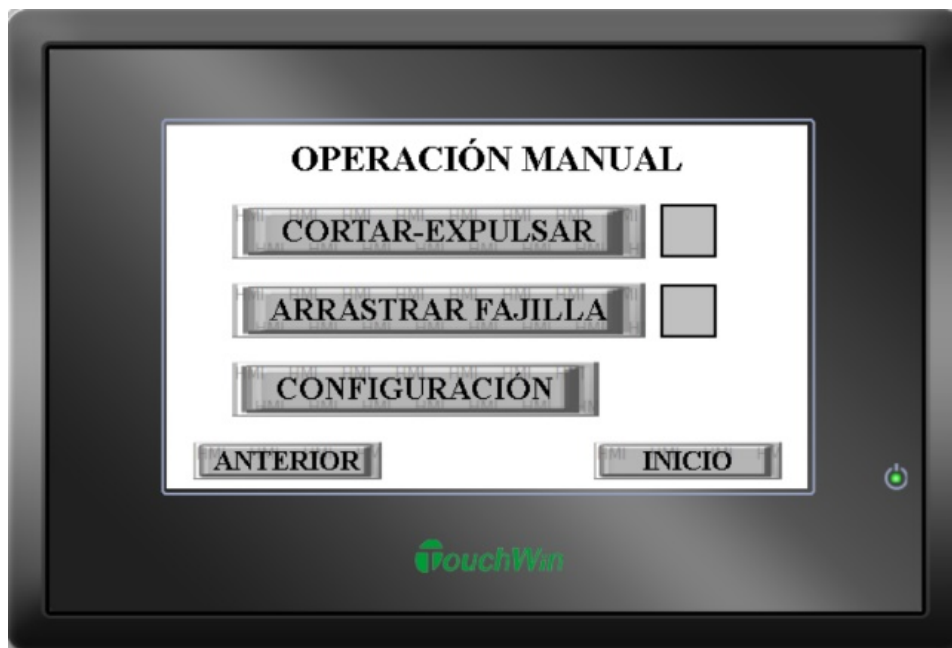 OPERACIÓN MANUAL
CORTAR-EXPULSAR
ARRASTRAR FAJILLA
CONFIGURACIÓN
ANTERIOR
INICIO
TouchWin